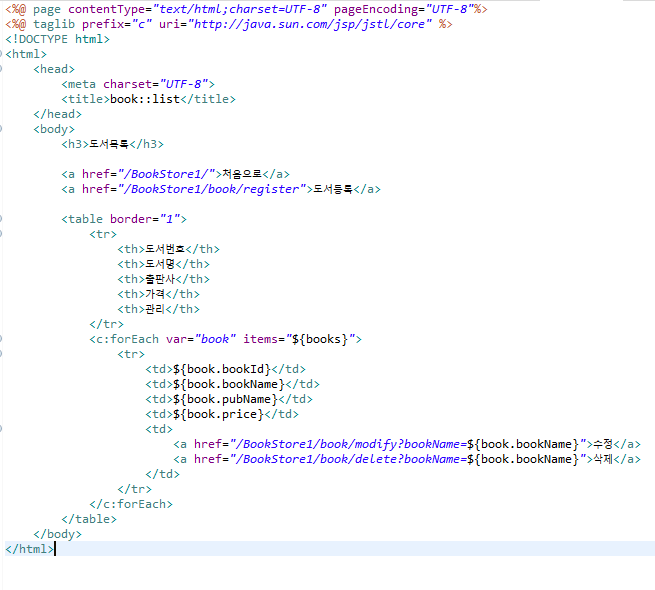 <%@ page contentType="text/html;charset=UTF-8" pageEncoding="UTF-8"%>
<%@ taglib prefix="c" uri="http://java.sun.com/jsp/jstl/core" %>
<!DOCTYPE html>
<html>
    <head>
        <meta charset="UTF-8">
        <title>book::list</title>
    </head>
    <body>
        <h3>도서목록</h3>
        <a href="/BookStore1/">처음으로</a>
        <a href="/BookStore1/book/register">도서등록</a>
        <table border="1">
            <tr>
                <th>도서번호</th>
                <th>도서명</th>
                <th>출판사</th>
                <th>가격</th>
                <th>관리</th>
            </tr>
            <c:forEach var="book" items="${books}">
                <tr>
                    <td>${book.bookId}</td>
                    <td>${book.bookName}</td>
                    <td>${book.pubName}</td>
                    <td>${book.price}</td>
                    <td>
                        <a href="/BookStore1/book/modify?bookName=${book.bookName}">수정</a>
                        <a href="/BookStore1/book/delete?bookName=${book.bookName}">삭제</a>
                    </td>
                </tr>
            </c:forEach>
        </table>
    </body>
</html>